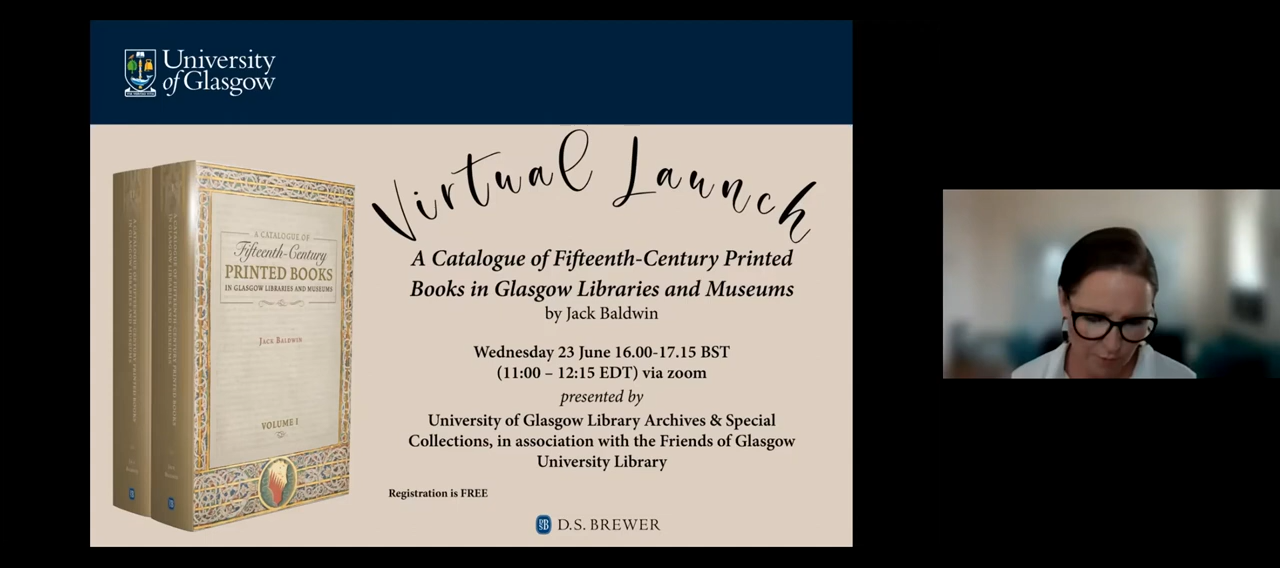 University
of Glasgow
Virtual Launch
A CATALOGUE OF
Fifteenth-Century
PRINTED BOOKS
IN GLASGOW LIBRARIES AND MUSEUMS
JACK BALDWIN
VOLUME I
A Catalogue of Fifteenth-Century Printed
Books in Glasgow Libraries and Museums
by Jack Baldwin
Wednesday 23 June 16.00-17.15 BST
(11:00 – 12:15 EDT) via zoom
presented by
University of Glasgow Library Archives & Special
Collections, in association with the Friends of Glasgow
University Library
Registration is FREE
D.S. BREWER